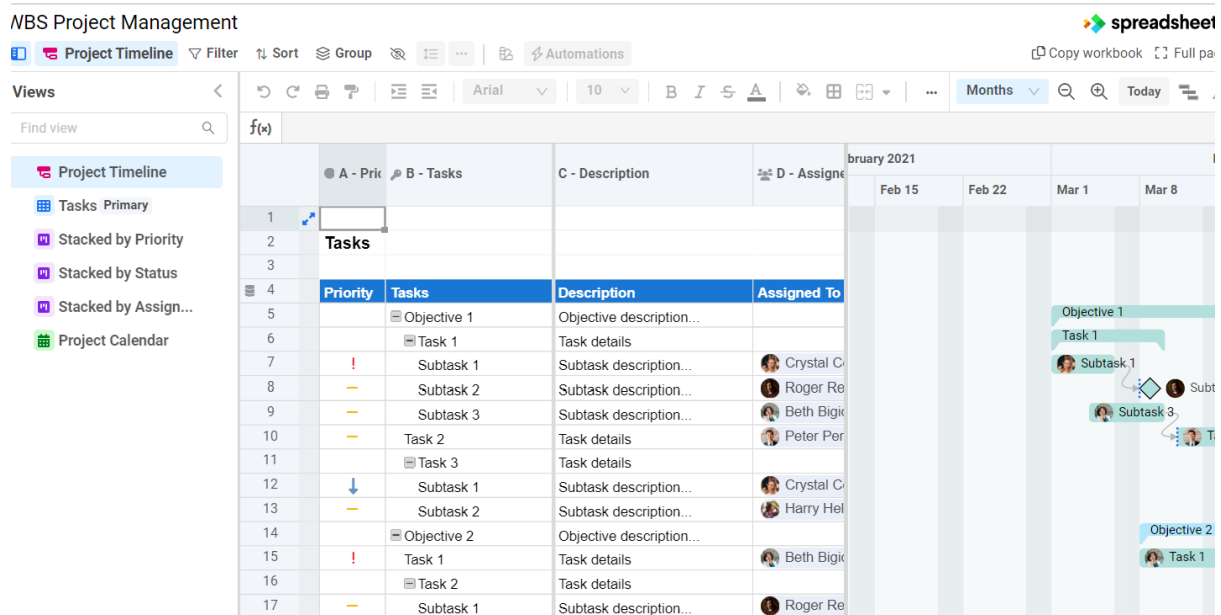 WBS Project Management
spreadsheet
Project Timeline Filter Sort Group Automations Copy workbook Full
Views
Arial 10 B I S A ... Months Today
Find view
f(x)
Project Timeline
Tasks Primary
Stacked by Priority
Stacked by Status
Stacked by Assign...
Project Calendar
A - Pric B - Tasks C - Description D - Assigne
bruary 2021
Feb 15 Feb 22 Mar 1 Mar 8
1
2 Tasks
3
4 Priority Tasks Description Assigned To
5 Objective 1 Objective description... Objective 1
6 Task 1 Task details Task 1
7 ! Subtask 1 Subtask description... Crystal Subtask 1
8 Subtask 2 Subtask description... Roger Re Subt
9 Subtask 3 Subtask description... Beth Bigi Subtask 3
10 Task 2 Task details Peter Per T
11 Task 3 Task details
12 Subtask 1 Subtask description... Crystal
13 Subtask 2 Subtask description... Harry Hel
14 Objective 2 Objective description... Objective 2
15 ! Task 1 Task details Beth Bigi Task 1
16 Task 2 Task details
17 Subtask 1 Subtask description... Roger Re